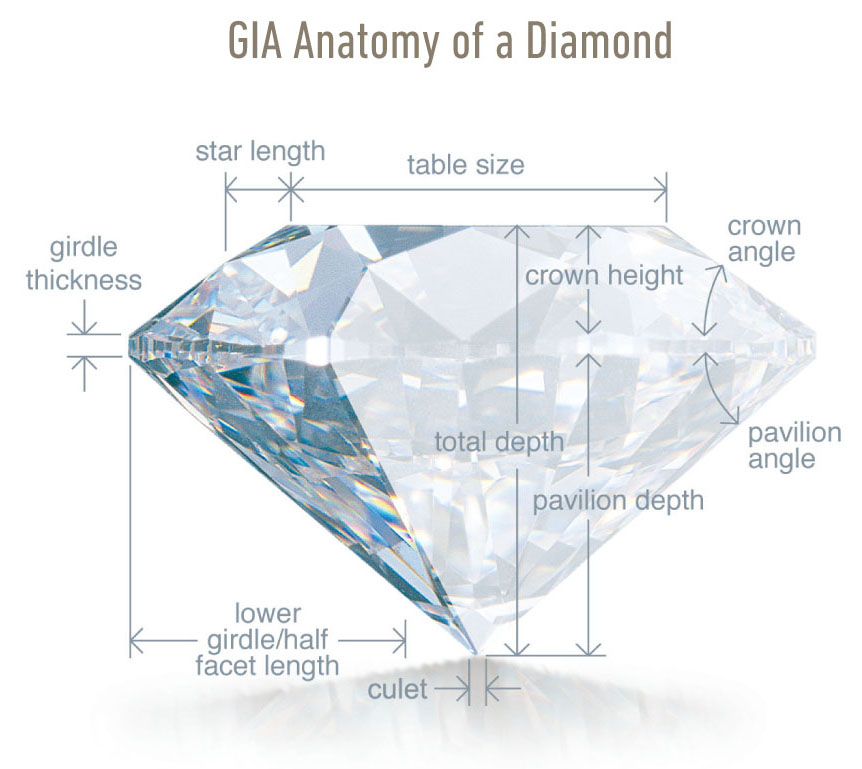 GIA Anatomy of a Diamond
star length
table size
girdle
thickness
crown
angle
crown height
total depth
pavilion
angle
pavilion depth
lower
girdle/half
facet length
culet